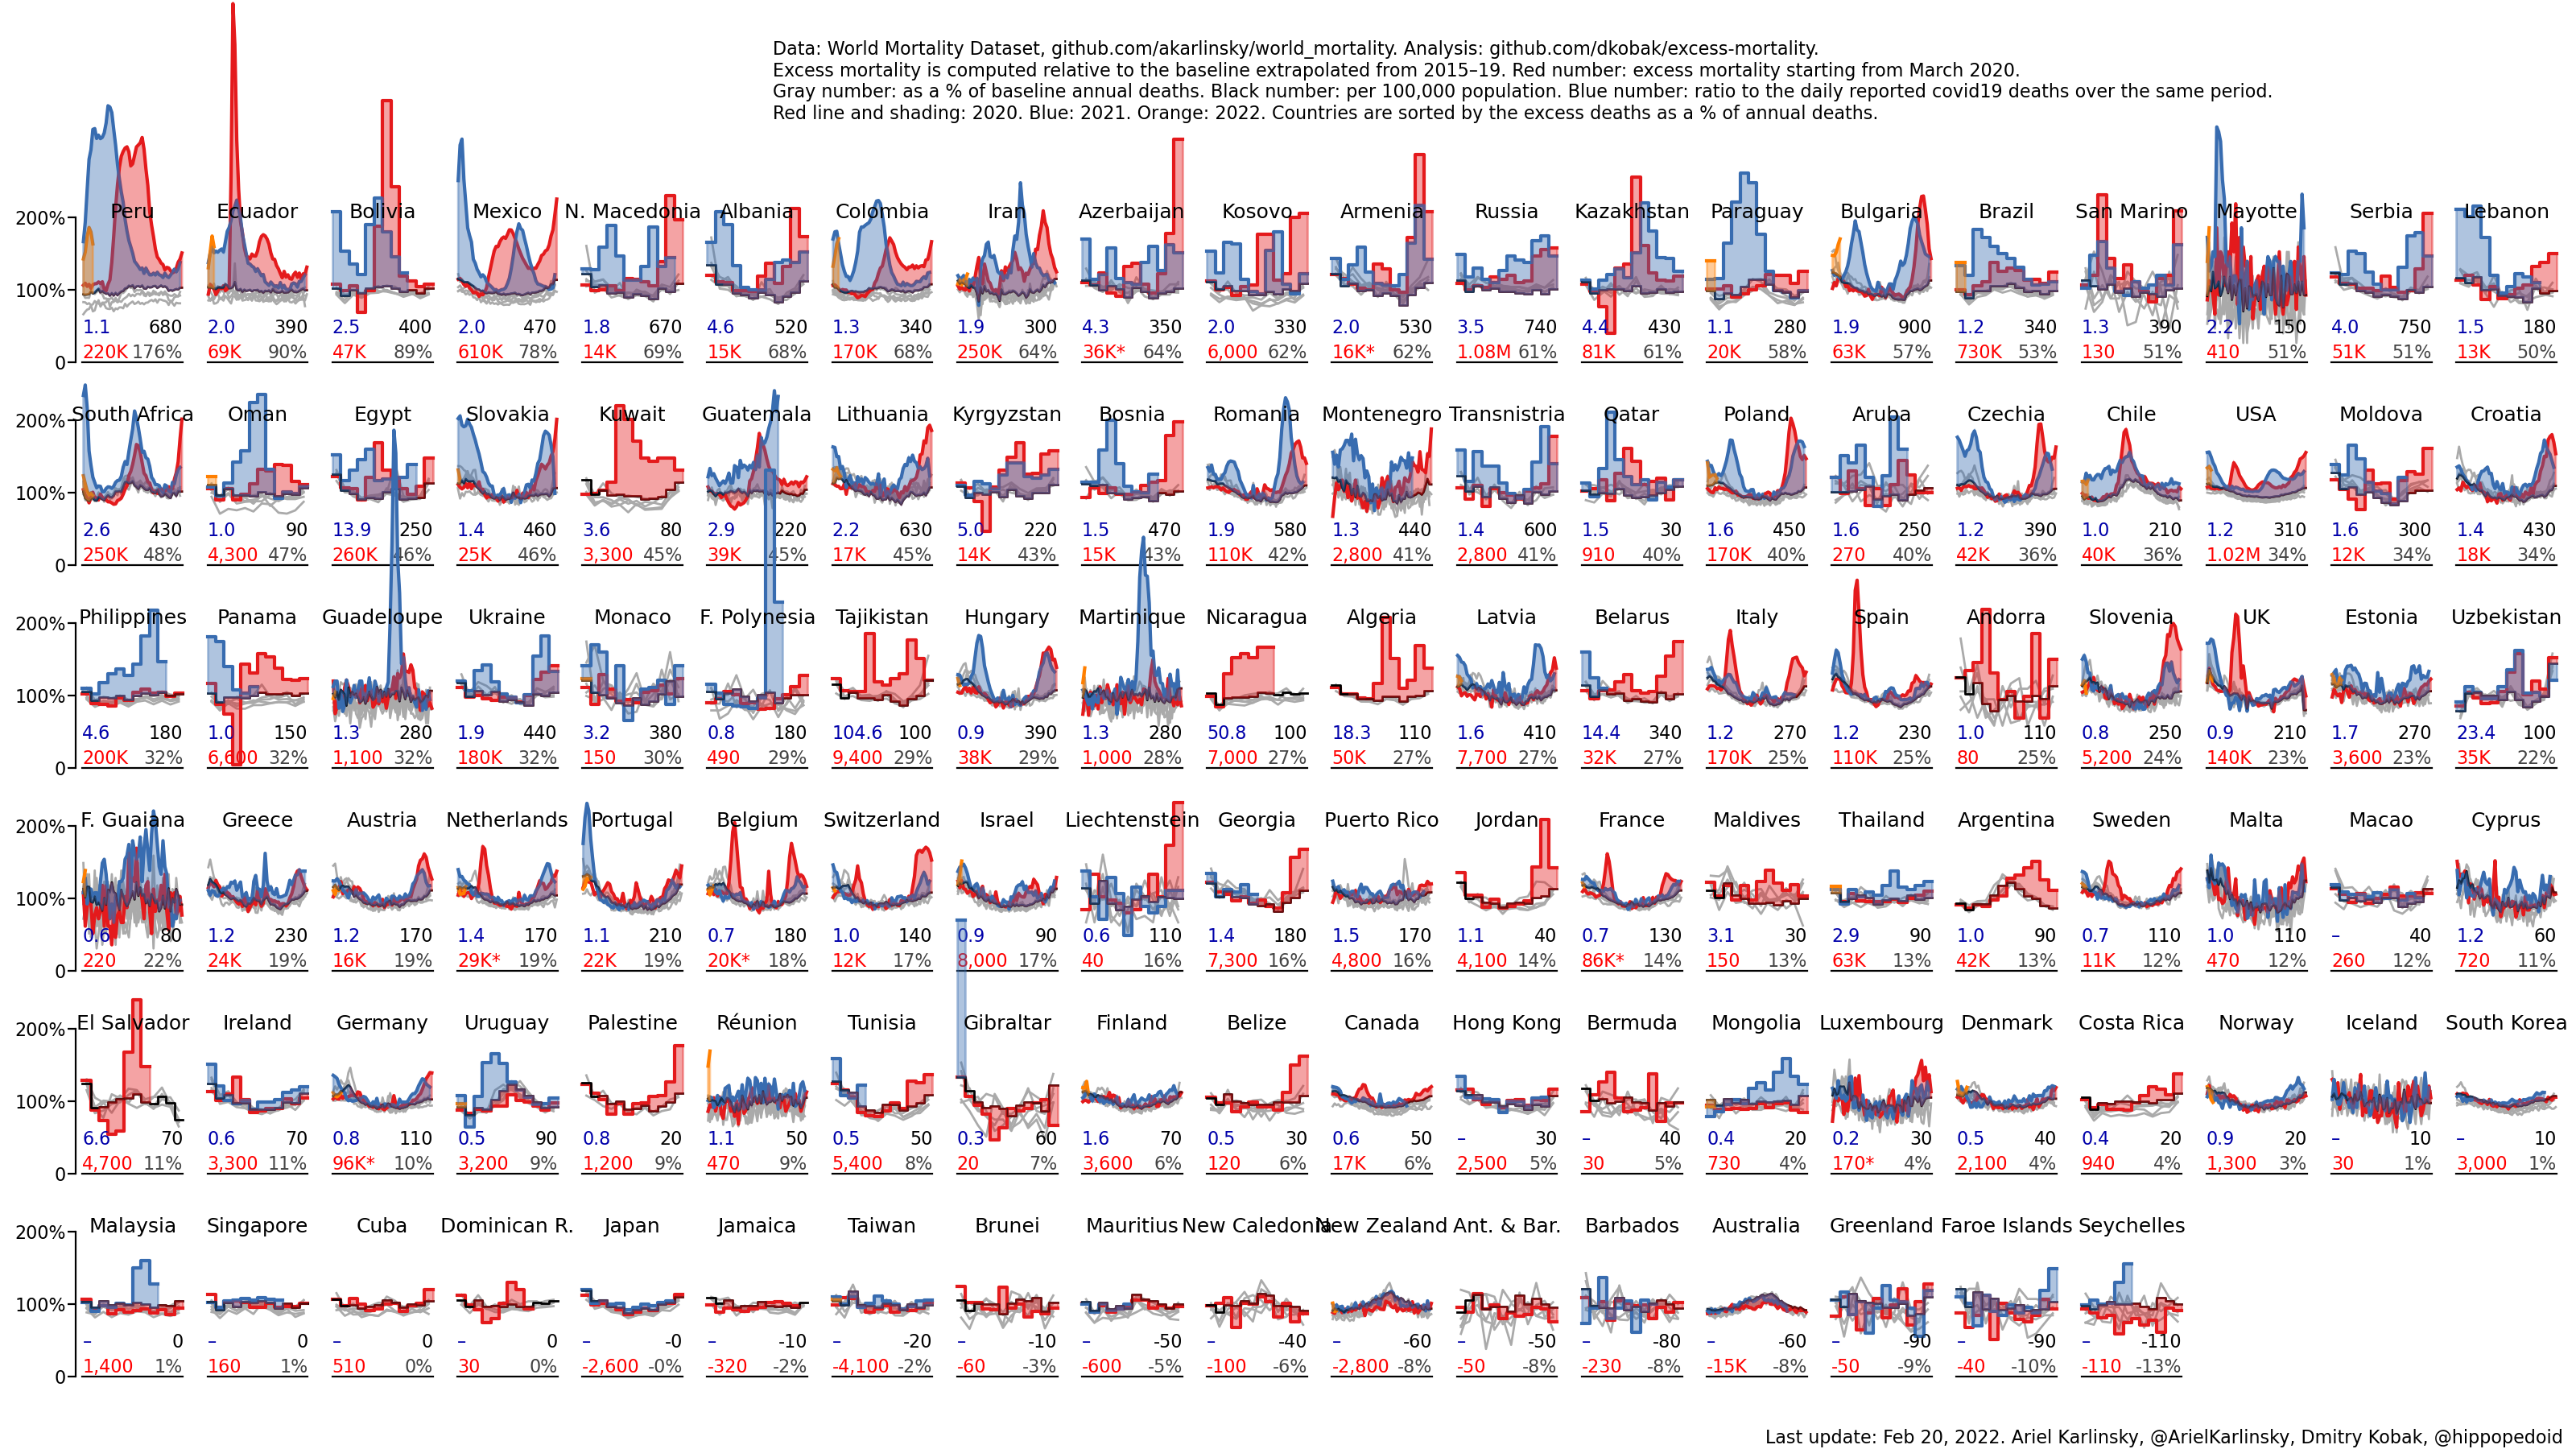 Data: World Mortality Dataset, github.com/akarlinsky/world_mortality. Analysis: github.com/dkobak/excess-mortality.
Excess mortality is computed relative to the baseline extrapolated from 2015–19. Red number: excess mortality starting from March 2020.
Gray number: as a % of baseline annual deaths. Black number: per 100,000 population. Blue number: ratio to the daily reported covid19 deaths over the same period.
Red line and shading: 2020. Blue: 2021. Orange: 2022. Countries are sorted by the excess deaths as a % of annual deaths.
200% Peru Ecuador Bolivia Mexico N. Macedonia Albania Colombia Iran Azerbaijan Kosovo Armenia Russia Kazakhstan Paraguay Bulgaria Brazil San Marino Mayotte Serbia Lebanon
100%
1.1 680 2.0 390 2.5 400 2.0 470 1.8 670 4.6 520 1.3 340 1.9 300 4.3 350 2.0 330 2.0 530 3.5 740 4.4 430 1.1 280 1.9 900 1.2 340 1.3 390 2.2 150 4.0 750 1.5 180
0 220K 176% 69K 90% 47K 89% 610K 78% 14K 69% 15K 68% 170K 68% 250K 64% 36K* 64% 6,000 62% 16K* 62% 1.08M 61% 81K 61% 20K 58% 63K 57% 730K 53% 130 51% 410 51% 51K 51% 13K 50%
200% South Africa Oman Egypt Slovakia Kuwait Guatemala Lithuania Kyrgyzstan Bosnia Romania Montenegro Transnistria Qatar Poland Aruba Czechia Chile USA Moldova Croatia
100%
2.6 430 1.0 90 13.9 250 1.4 460 3.6 80 2.9 220 2.2 630 5.0 220 1.5 470 1.9 580 1.3 440 1.4 600 1.5 30 1.6 450 1.6 250 1.2 390 1.0 210 1.2 310 1.6 300 1.4 430
0 250K 48% 4,300 47% 260K 46% 25K 46% 3,300 45% 39K 45% 17K 45% 14K 43% 15K 43% 110K 42% 2,800 41% 2,800 41% 910 40% 170K 40% 270 40% 42K 36% 40K 36% 1.02M 34% 12K 34% 18K 34%
200% Philippines Panama Guadeloupe Ukraine Monaco F. Polynesia Tajikistan Hungary Martinique Nicaragua Algeria Latvia Belarus Italy Spain Andorra Slovenia UK Estonia Uzbekistan
100%
4.6 180 1.0 150 1.3 280 1.9 440 3.2 380 0.8 180 104.6 100 0.9 390 1.3 280 50.8 100 18.3 110 1.6 410 14.4 340 1.2 270 1.2 230 1.0 110 0.8 250 0.9 210 1.7 270 23.4 100
0 200K 32% 6,600 32% 1,100 32% 180K 32% 150 30% 490 29% 9,400 29% 38K 29% 1,000 28% 7,000 27% 50K 27% 7,700 27% 32K 27% 170K 25% 110K 25% 80 25% 5,200 24% 140K 23% 3,600 23% 35K 22%
200% F. Guaiana Greece Austria Netherlands Portugal Belgium Switzerland Israel Liechtenstein Georgia Puerto Rico Jordan France Maldives Thailand Argentina Sweden Malta Macao Cyprus
100%
0.6 80 1.2 230 1.2 170 1.4 170 1.1 210 0.7 180 1.0 140 0.9 90 0.6 110 1.4 180 1.5 170 1.1 40 0.7 130 3.1 30 2.9 90 1.0 90 0.7 110 1.0 110 – 40 1.2 60
0 220 22% 24K 19% 16K 19% 29K* 19% 22K 19% 20K* 18% 12K 17% 8,000 17% 40 16% 7,300 16% 4,800 16% 4,100 14% 86K* 14% 150 13% 63K 13% 42K 13% 11K 12% 470 12% 260 12% 720 11%
200% El Salvador Ireland Germany Uruguay Palestine Réunion Tunisia Gibraltar Finland Belize Canada Hong Kong Bermuda Mongolia Luxembourg Denmark Costa Rica Norway Iceland South Korea
100%
6.6 70 0.6 70 0.8 110 0.5 90 0.8 20 1.1 50 0.5 50 0.3 60 1.6 70 0.5 30 0.6 50 – 30 – 40 0.4 20 0.2 30 0.5 40 0.4 20 0.9 20 – 10 – 10
0 4,700 11% 3,300 11% 96K* 10% 3,200 9% 1,200 9% 470 9% 5,400 8% 20 7% 3,600 6% 120 6% 17K 6% 2,500 5% 30 5% 730 4% 170* 4% 2,100 4% 940 4% 1,300 3% 30 1% 3,000 1%
200% Malaysia Singapore Cuba Dominican R. Japan Jamaica Taiwan Brunei Mauritius New Caledonia New Zealand Ant. & Bar. Barbados Australia Greenland Faroe Islands Seychelles
100%
– 0 – 0 – 0 – 0 – -0 – -10 – -20 – -10 – -50 – -40 – -60 – -50 – -80 – -60 – -90 – -90 – -110
0 1,400 1% 160 1% 510 0% 30 0% -2,600 -0% -320 -2% -4,100 -2% -60 -3% -600 -5% -100 -6% -2,800 -8% -50 -8% -230 -8% -15K -8% -50 -9% -40 -10% -110 -13%
Last update: Feb 20, 2022. Ariel Karlinsky, @ArielKarlinsky, Dmitry Kobak, @hippopedoid